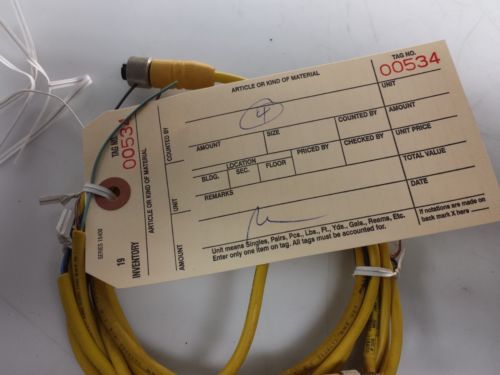 TAG NO.
00534
ARTICLE OR KIND OF MATERIAL
UNIT
4
AMOUNT SIZE COUNTED BY AMOUNT
UNIT PRICE
BLDG. LOCATION SEC. FLOOR PRICED BY CHECKED BY
TOTAL VALUE
REMARKS
DATE
Unit means Singles, Pairs, Pcs., Lbs., Ft., Yds., Gals., Reams, Etc.
Enter only one item on tag. All tags must be accounted for.
If notations are made on
back mark X here
TAG NO.
00534
ARTICLE OR KIND OF MATERIAL
COUNTED BY
UNIT
AMOUNT
19
INVENTORY